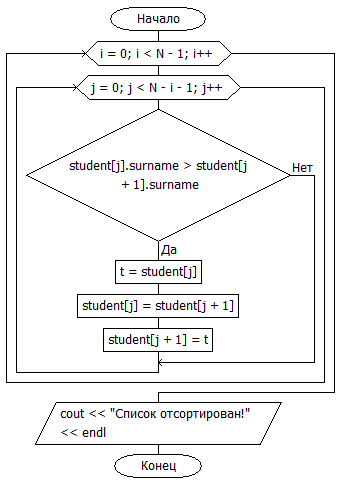 Начало
i = 0; i < N - 1; i++
j = 0; j < N - i - 1; j++
student[j].surname > student[j
+ 1].surname
Нет
Да
t = student[j]
student[j] = student[j + 1]
student[j + 1] = t
cout << "Список отсортирован!"
<< endl
Конец